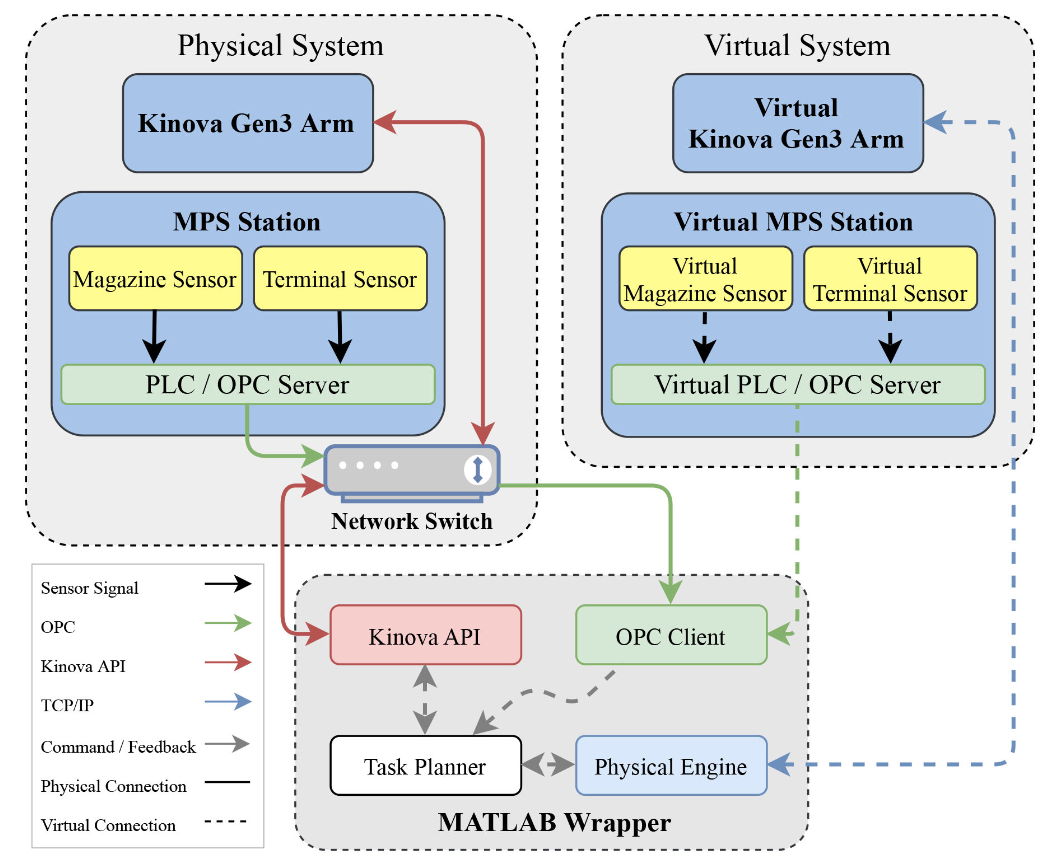 Physical System
Kinova Gen3 Arm
MPS Station
Magazine Sensor
Terminal Sensor
PLC / OPC Server
Network Switch
Virtual System
Virtual
Kinova Gen3 Arm
Virtual MPS Station
Virtual
Magazine Sensor
Virtual
Terminal Sensor
Virtual PLC / OPC Server
Sensor Signal
OPC
Kinova API
TCP/IP
Command / Feedback
Physical Connection
Virtual Connection
Kinova API
OPC Client
Task Planner
Physical Engine
MATLAB Wrapper